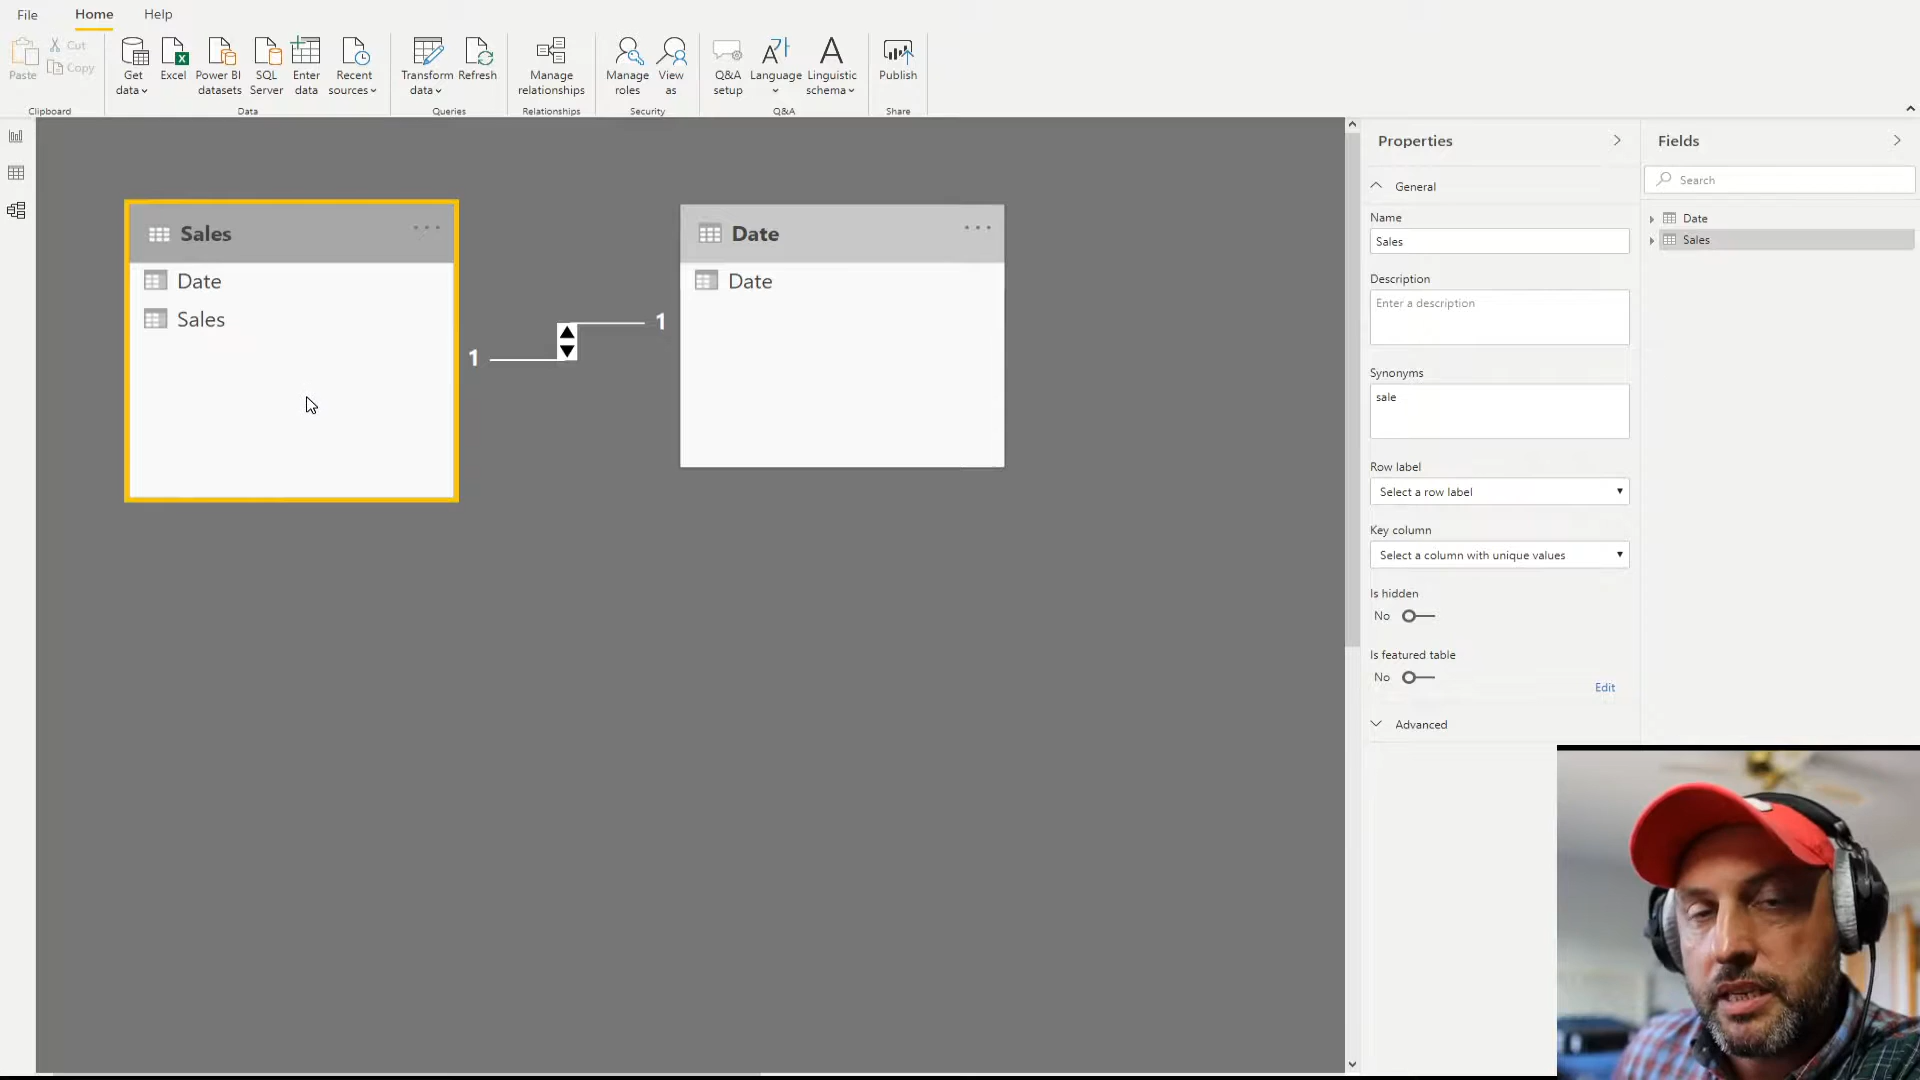 File Home Help
Paste
Cut
Copy
Clipboard
Get data
Excel
Power BI datasets
SQL Server
Enter data
Recent sources
Data
Transform data
Refresh
Queries
Manage relationships
Relationships
Manage roles
View as
Security
Q&A setup
Language
Linguistic schema
Q&A
Publish
Share
Sales ...
Date
Sales
1
1
Date ...
Date
Properties
General
Name
Sales
Description
Enter a description
Synonyms
sale
Row label
Select a row label
Key column
Select a column with unique values
Is hidden
No
Is featured table
No
Edit
Advanced
Fields
Search
Date
Sales